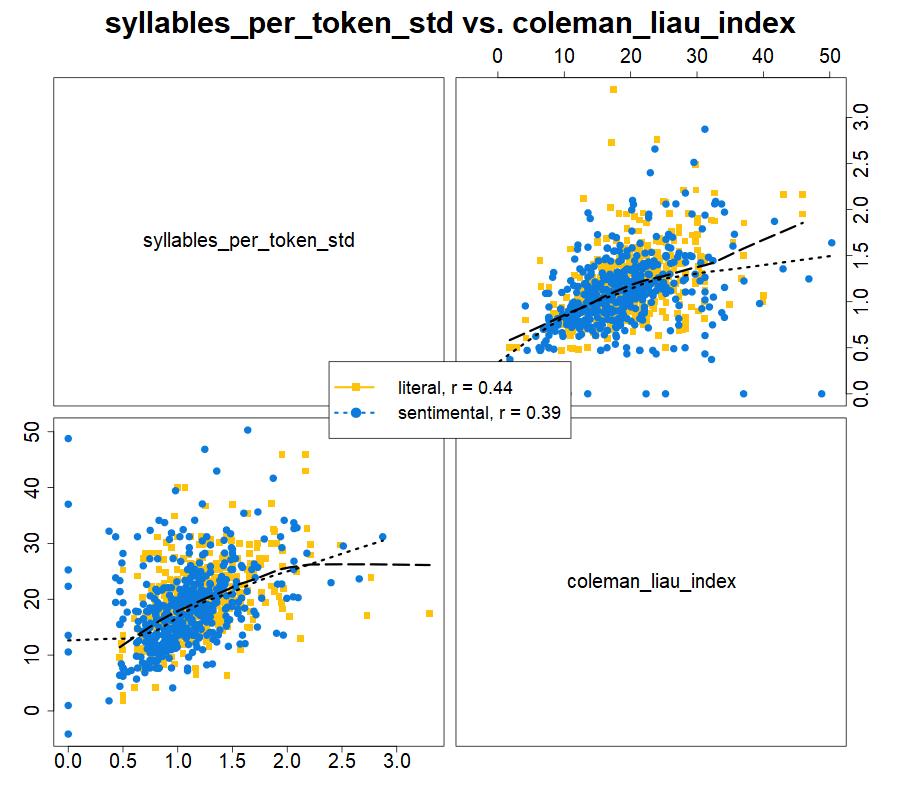 syllables_per_token_std vs. coleman_liau_index
0 10 20 30 40 50
syllables_per_token_std
0.0 0.5 1.0 1.5 2.0 2.5 3.0
literal, r = 0.44
sentimental, r = 0.39
50
40
30
20
10
0
coleman_liau_index
0.0 0.5 1.0 1.5 2.0 2.5 3.0